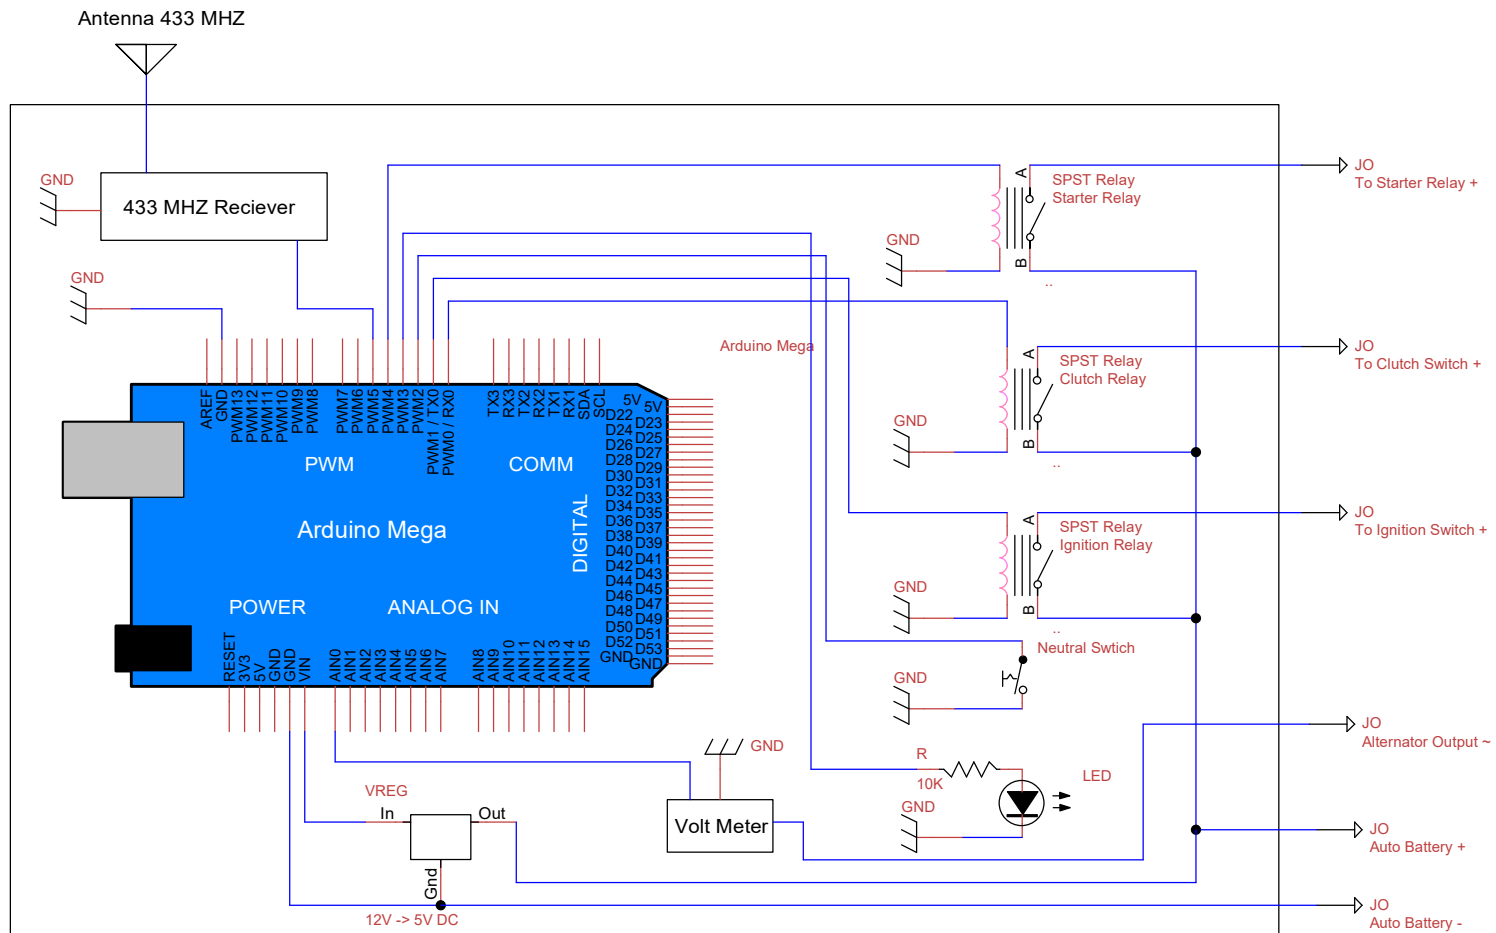 Antenna 433 MHZ
GND
433 MHZ Reciever
GND
A
SPST Relay
Starter Relay
B
..
GND
JO
To Starter Relay +
Arduino Mega
A
SPST Relay
Clutch Relay
B
..
GND
JO
To Clutch Switch +
AREF
GND
PWM13
PWM12
PWM11
PWM10
PWM9
PWM8
PWM7
PWM6
PWM5
PWM4
PWM3
PWM2
PWM1 / TX0
PWM0 / RX0
TX3
RX3
TX2
RX2
TX1
RX1
SDA
SCL
5V
5V
D22
D23
D24
D25
D26
D27
D28
D29
D30
D31
D32
D33
D34
D35
D36
D37
D38
D39
D40
D41
D42
D43
D44
D45
D46
D47
D48
D49
D50
D51
D52
D53
GND
GND
PWM
COMM
DIGITAL
Arduino Mega
POWER
ANALOG IN
RESET
3V3
5V
GND
GND
VIN
AIN0
AIN1
AIN2
AIN3
AIN4
AIN5
AIN6
AIN7
AIN8
AIN9
AIN10
AIN11
AIN12
AIN13
AIN14
AIN15
A
SPST Relay
Ignition Relay
B
..
GND
JO
To Ignition Switch +
Neutral Swtich
GND
JO
Alternator Output ~
GND
Volt Meter
R
10K
LED
GND
VREG
In
Out
Gnd
12V -> 5V DC
JO
Auto Battery +
JO
Auto Battery -